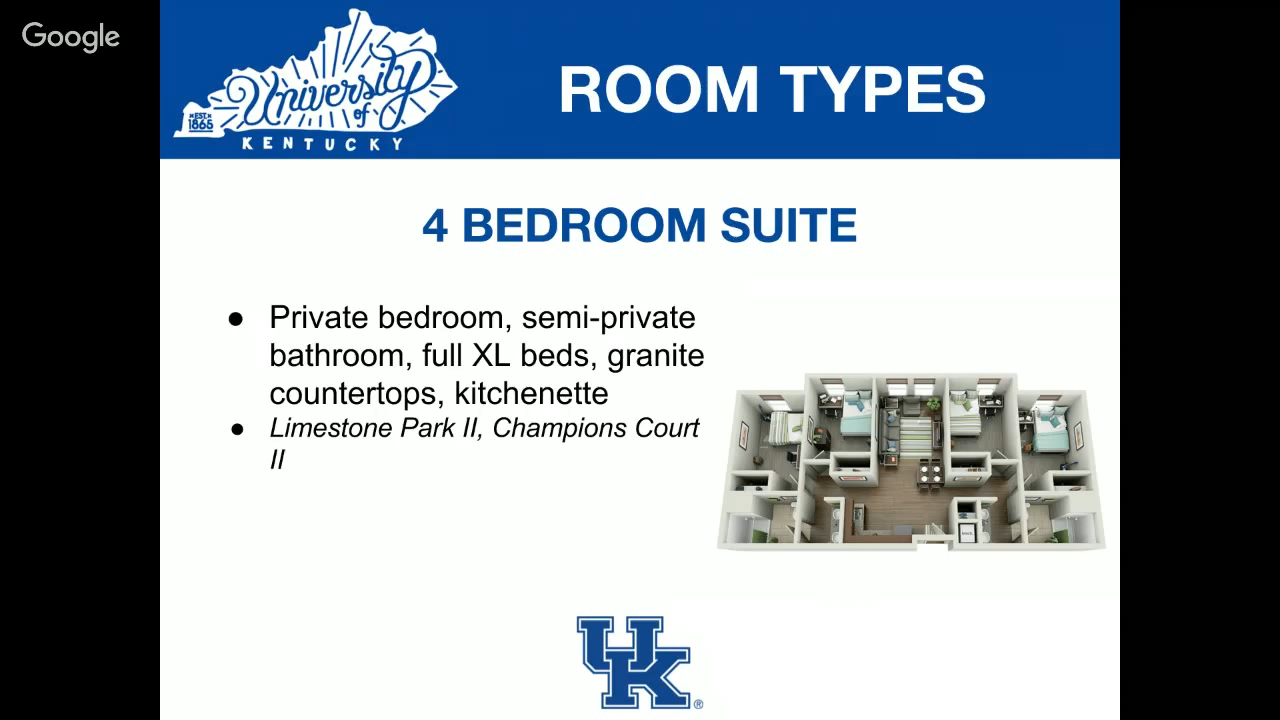 Google
University
of
EST.
1865
KENTUCKY
ROOM TYPES
4 BEDROOM SUITE
● Private bedroom, semi-private
bathroom, full XL beds, granite
countertops, kitchenette
● Limestone Park II, Champions Court
II
UK
®